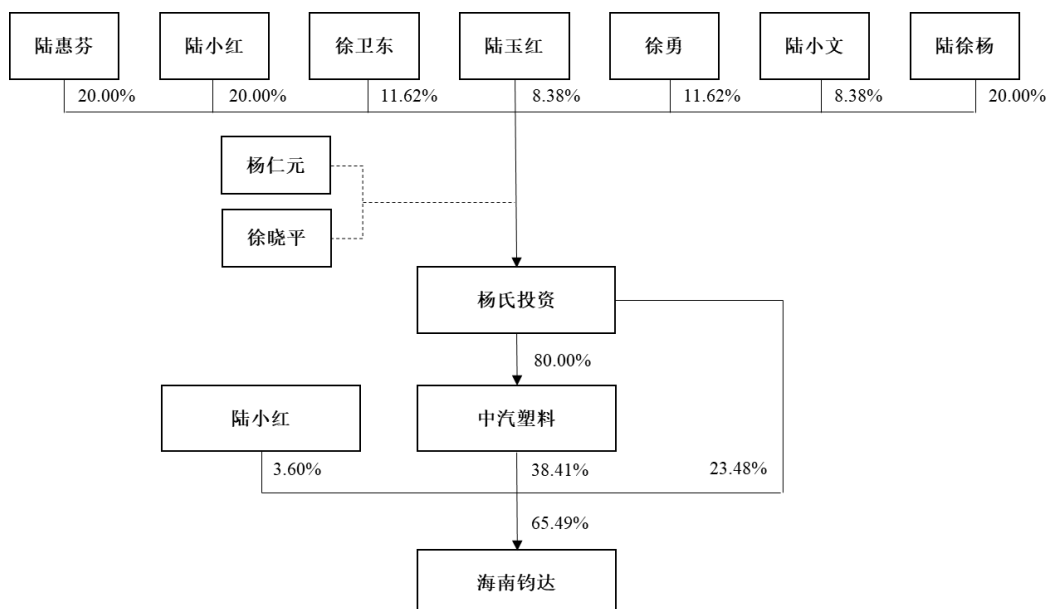 陆惠芬 陆小红 徐卫东 陆玉红 徐勇 陆小文 陆徐杨
20.00% 20.00% 11.62% 8.38% 11.62% 8.38% 20.00%
杨仁元
徐晓平
杨氏投资
80.00%
陆小红 中汽塑料
3.60% 38.41% 23.48%
65.49%
海南钧达